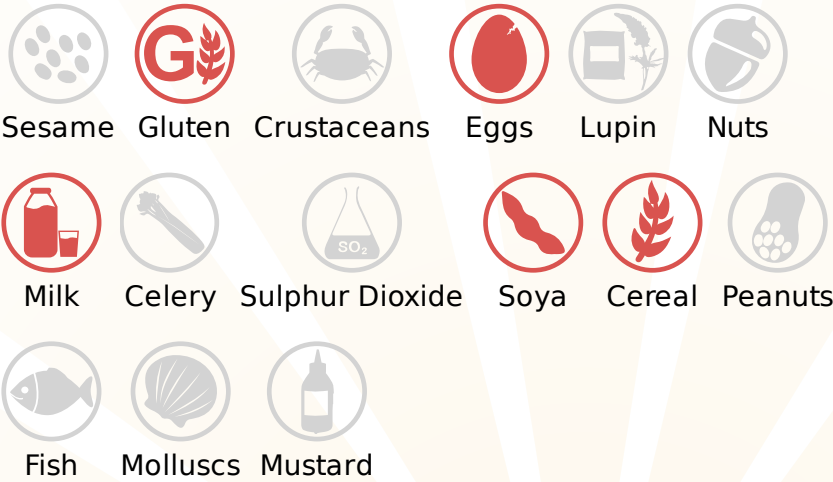 G
Sesame Gluten Crustaceans Eggs Lupin Nuts
SO₂
Milk Celery Sulphur Dioxide Soya Cereal Peanuts
Fish Molluscs Mustard